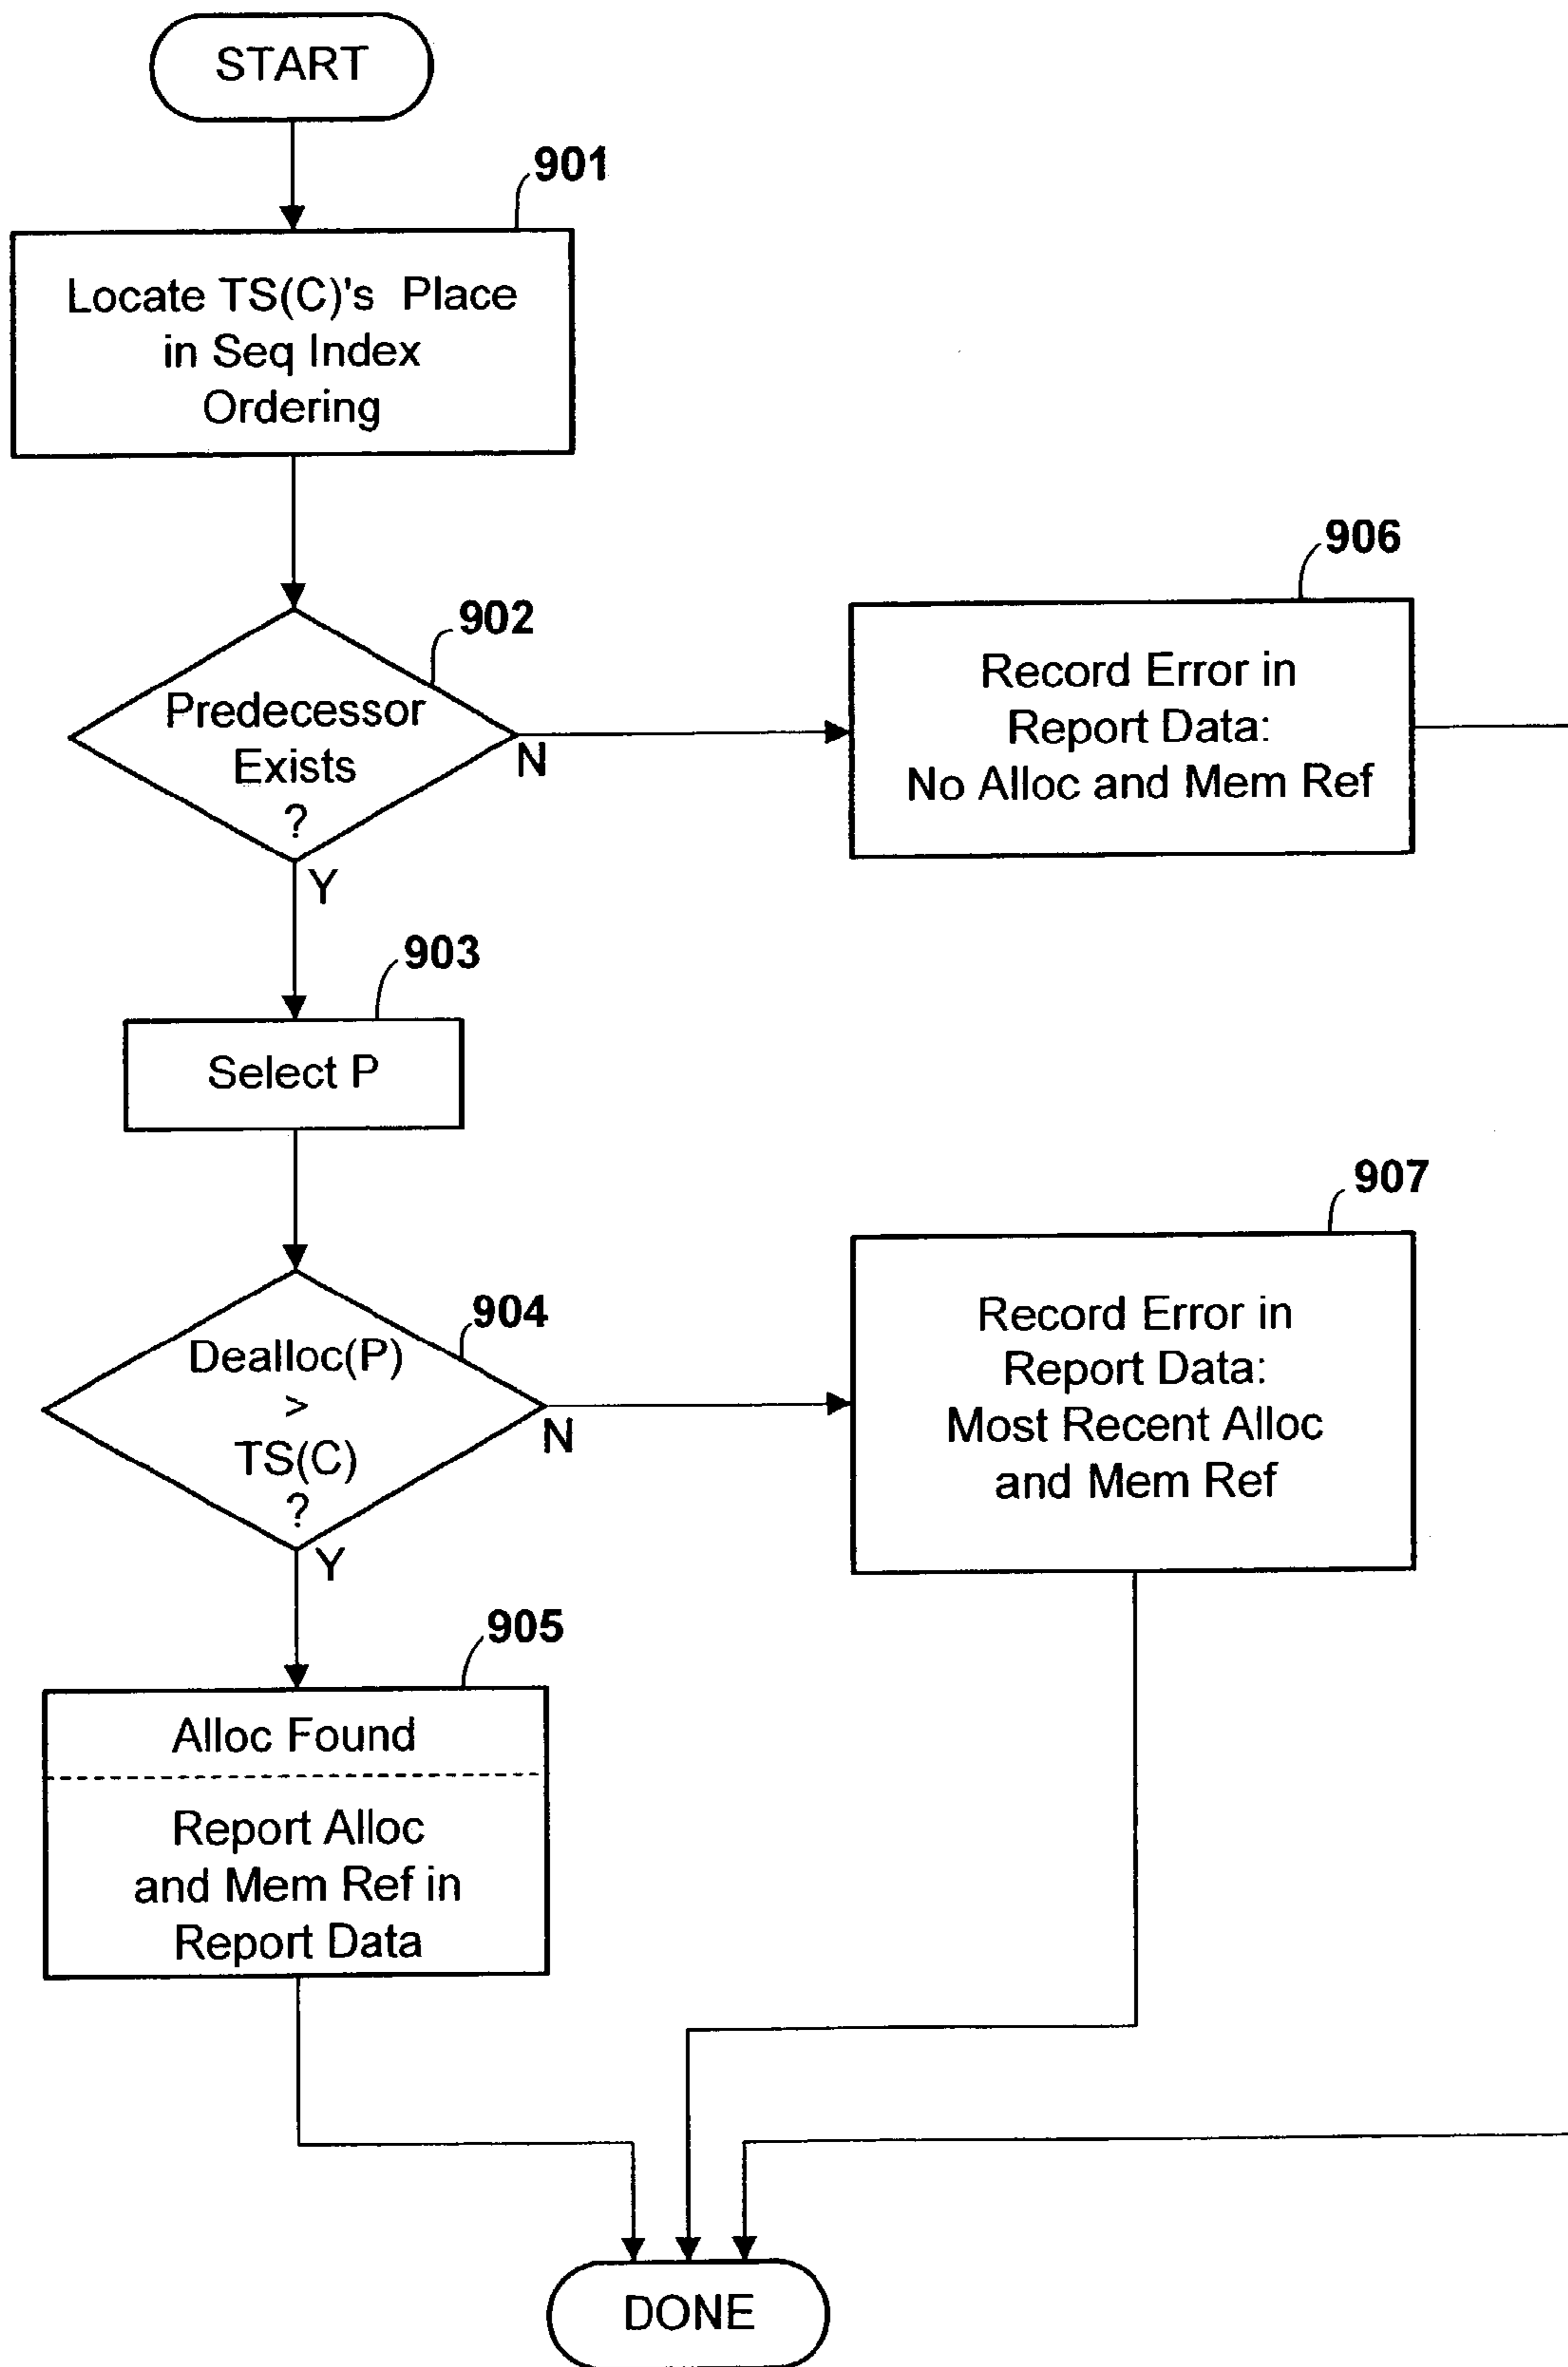 START
901
Locate TS(C)'s Place
in Seq Index
Ordering
902
Predecessor
Exists
?
N
Y
906
Record Error in
Report Data:
No Alloc and Mem Ref
903
Select P
904
Dealloc(P)
>
TS(C)
?
N
Y
907
Record Error in
Report Data:
Most Recent Alloc
and Mem Ref
905
Alloc Found
Report Alloc
and Mem Ref in
Report Data
DONE